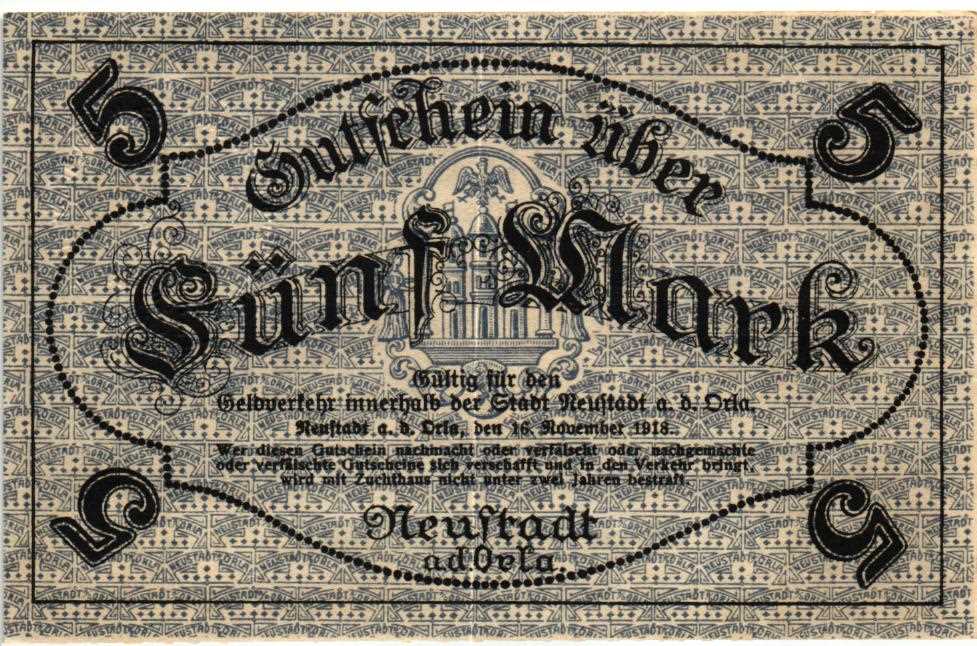 5 5
Gutschein über
Fünf Mark
Gültig für den
Geldverkehr innerhalb der Stadt Neustadt a. d. Orla.
Neustadt a. d. Orla, den 16. November 1918.
Wer diesen Gutschein nachmacht oder verfälscht oder nachgemachte
oder verfälschte Gutscheine sich verschafft und in den Verkehr bringt,
wird mit Zuchthaus nicht unter zwei Jahren bestraft.
5 5
Neustadt
a d Orla.